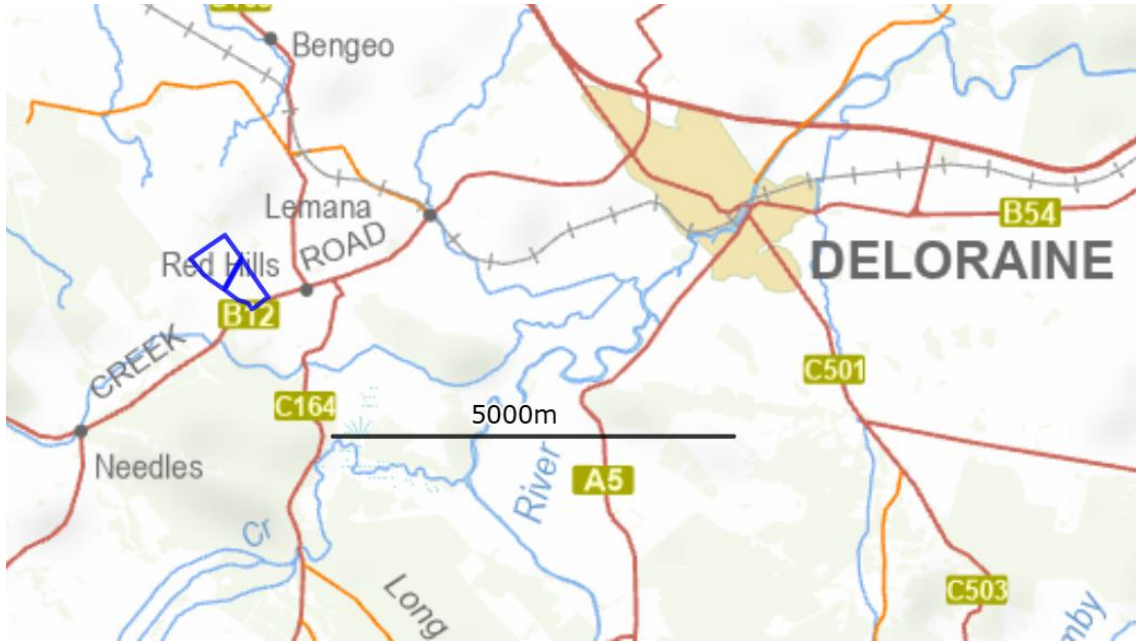 Bengeo
Lemana
ROAD
Red Hills
B54
DELORAINE
B12
CREEK
C501
C164
5000m
Needles
A5
River
Cr
Long
C503